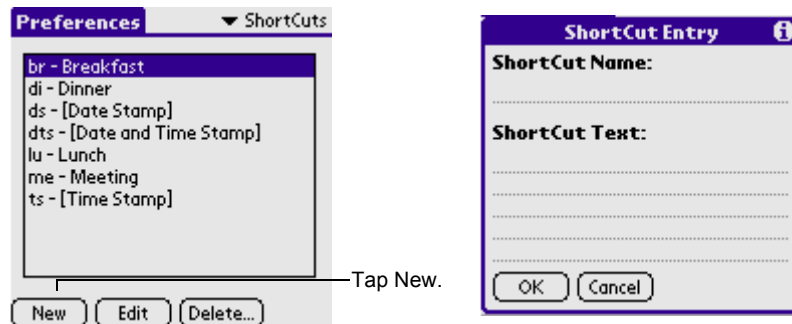 Preferences ShortCuts
br - Breakfast
di - Dinner
ds - [Date Stamp]
dts - [Date and Time Stamp]
lu - Lunch
me - Meeting
ts - [Time Stamp]
Tap New.
New Edit Delete...
ShortCut Entry i
ShortCut Name:
ShortCut Text:
OK Cancel